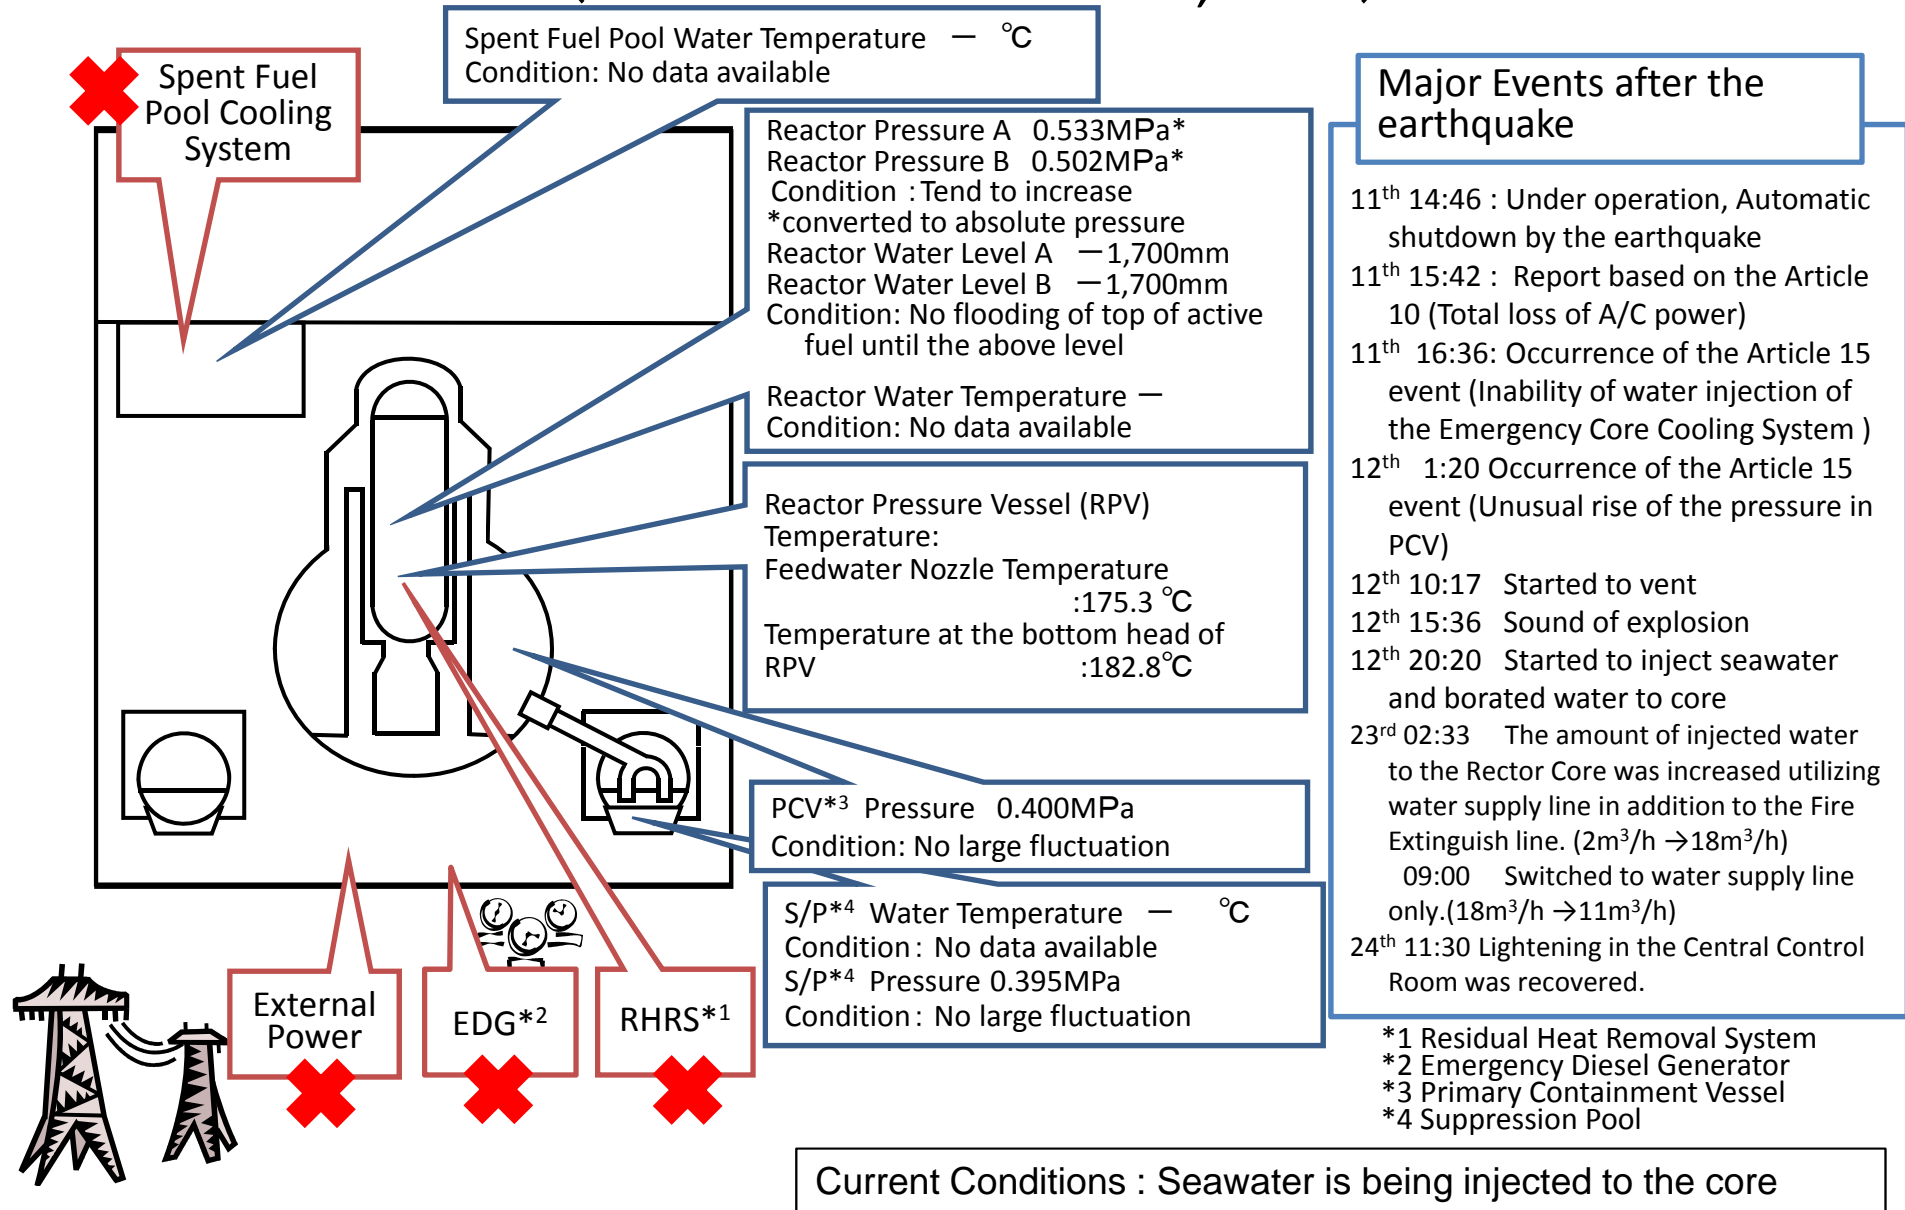 Spent Fuel Pool Water Temperature － ℃
Condition: No data available
Spent Fuel
Pool Cooling
System
Reactor Pressure A 0.533MPa*
Reactor Pressure B 0.502MPa*
Condition : Tend to increase
*converted to absolute pressure
Reactor Water Level A －1,700mm
Reactor Water Level B －1,700mm
Condition: No flooding of top of active
fuel until the above level
Reactor Water Temperature －
Condition: No data available
Reactor Pressure Vessel (RPV)
Temperature:
Feedwater Nozzle Temperature
:175.3 ℃
Temperature at the bottom head of
RPV :182.8℃
PCV*3 Pressure 0.400MPa
Condition: No large fluctuation
S/P*4 Water Temperature － ℃
Condition : No data available
S/P*4 Pressure 0.395MPa
Condition : No large fluctuation
External
Power
EDG*2
RHRS*1
Major Events after the
earthquake
11th 14:46 : Under operation, Automatic
shutdown by the earthquake
11th 15:42 : Report based on the Article
10 (Total loss of A/C power)
11th 16:36: Occurrence of the Article 15
event (Inability of water injection of
the Emergency Core Cooling System )
12th 1:20 Occurrence of the Article 15
event (Unusual rise of the pressure in
PCV)
12th 10:17 Started to vent
12th 15:36 Sound of explosion
12th 20:20 Started to inject seawater
and borated water to core
23rd 02:33 The amount of injected water
to the Rector Core was increased utilizing
water supply line in addition to the Fire
Extinguish line. (2m³/h →18m³/h)
09:00 Switched to water supply line
only.(18m³/h →11m³/h)
24th 11:30 Lightening in the Central Control
Room was recovered.
*1 Residual Heat Removal System
*2 Emergency Diesel Generator
*3 Primary Containment Vessel
*4 Suppression Pool
Current Conditions : Seawater is being injected to the core